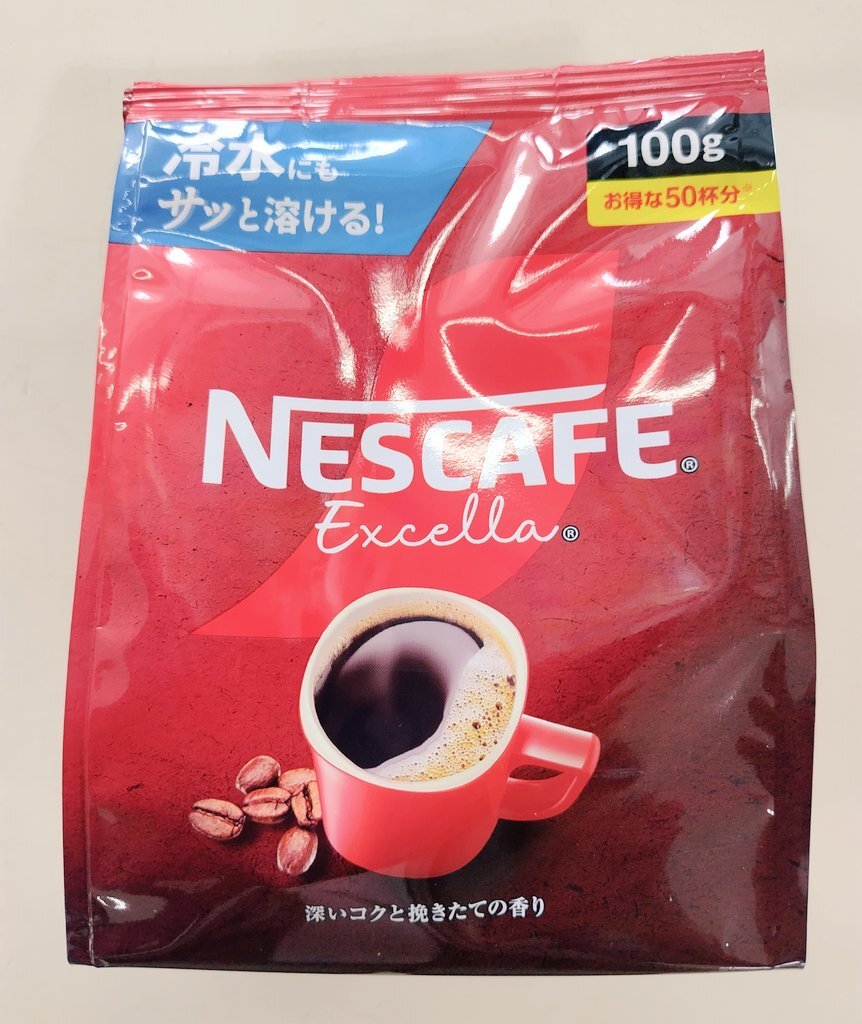 冷水にも
サッと溶ける!
100g
お得な50杯分※
NESCAFÉ®
Excella®
深いコクと挽きたての香り